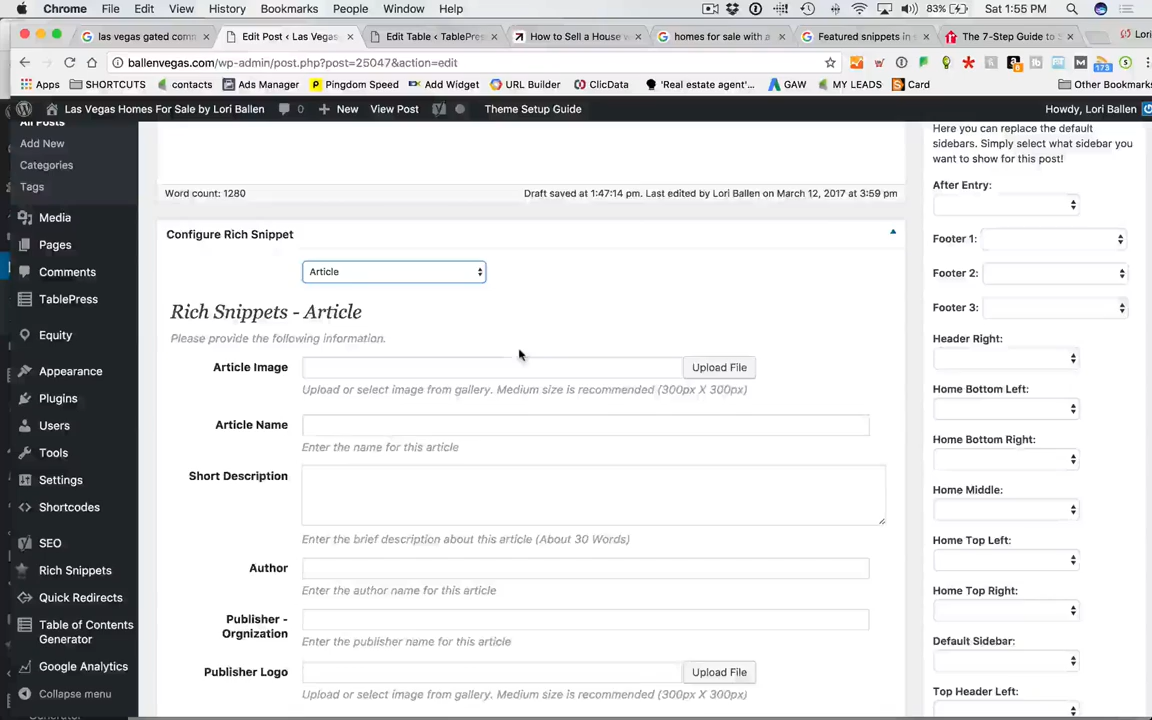 Chrome File Edit View History Bookmarks People Window Help 83% Sat 1:55 PM
las vegas gated comm × Edit Post ‹ Las Vegas × Edit Table ‹ TablePres × How to Sell a House w × homes for sale with a × Featured snippets in s × The 7-Step Guide to S × Lori
ballenvegas.com/wp-admin/post.php?post=25047&action=edit 173
Apps SHORTCUTS contacts Ads Manager Pingdom Speed Add Widget URL Builder ClicData 'Real estate agent'... GAW MY LEADS Card Other Bookmarks
Las Vegas Homes For Sale by Lori Ballen 0 New View Post Theme Setup Guide Howdy, Lori Ballen
All Posts
Add New
Categories
Tags
Media
Pages
Comments
TablePress
Equity
Appearance
Plugins
Users
Tools
Settings
Shortcodes
SEO
Rich Snippets
Quick Redirects
Table of Contents
Generator
Google Analytics
Collapse menu
Generator
Word count: 1280 Draft saved at 1:47:14 pm. Last edited by Lori Ballen on March 12, 2017 at 3:59 pm
Configure Rich Snippet
Article
Rich Snippets - Article
Please provide the following information.
Article Image Upload File
Upload or select image from gallery. Medium size is recommended (300px X 300px)
Article Name
Enter the name for this article
Short Description
Enter the brief description about this article (About 30 Words)
Author
Enter the author name for this article
Publisher -
Orgnization
Enter the publisher name for this article
Publisher Logo Upload File
Upload or select image from gallery. Medium size is recommended (300px X 300px)
Here you can replace the default
sidebars. Simply select what sidebar you
want to show for this post!
After Entry:
Footer 1:
Footer 2:
Footer 3:
Header Right:
Home Bottom Left:
Home Bottom Right:
Home Middle:
Home Top Left:
Home Top Right:
Default Sidebar:
Top Header Left: